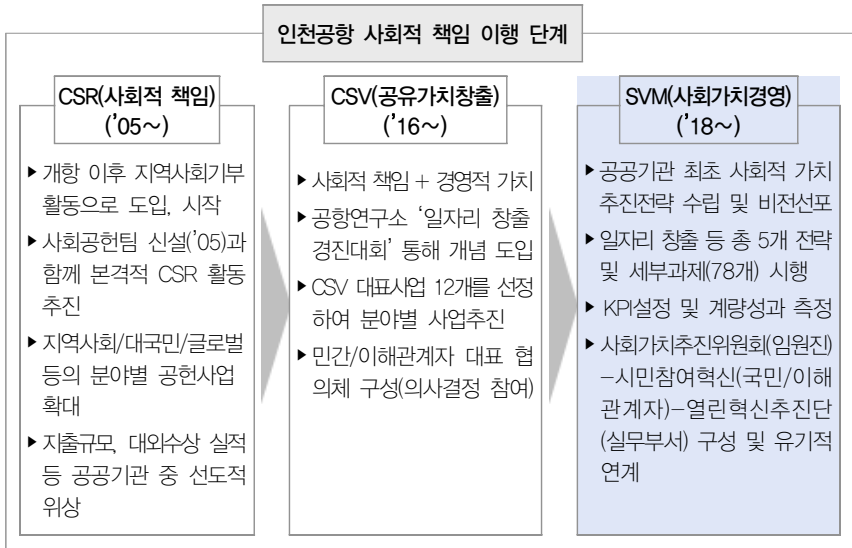 인천공항 사회적 책임 이행 단계
CSR(사회적 책임)
('05~)
▶개항 이후 지역사회기부
활동으로 도입, 시작
▶사회공헌팀 신설('05)과
함께 본격적 CSR 활동
추진
▶지역사회/대국민/글로벌
등의 분야별 공헌사업
확대
▶지출규모, 대외수상 실적
등 공공기관 중 선도적
위상
CSV(공유가치창출)
('16~)
▶사회적 책임 + 경영적 가치
▶공항연구소 '일자리 창출
경진대회' 통해 개념 도입
▶CSV 대표사업 12개를 선정
하여 분야별 사업추진
▶민간/이해관계자 대표 협
의체 구성(의사결정 참여)
SVM(사회가치경영)
('18~)
▶공공기관 최초 사회적 가치
추진전략 수립 및 비전선포
▶일자리 창출 등 총 5개 전략
및 세부과제(78개) 시행
▶ KPI설정 및 계량성과 측정
▶사회가치추진위원회(임원진)
-시민참여혁신(국민/이해
관계자)-열린혁신추진단
(실무부서) 구성 및 유기적
연계